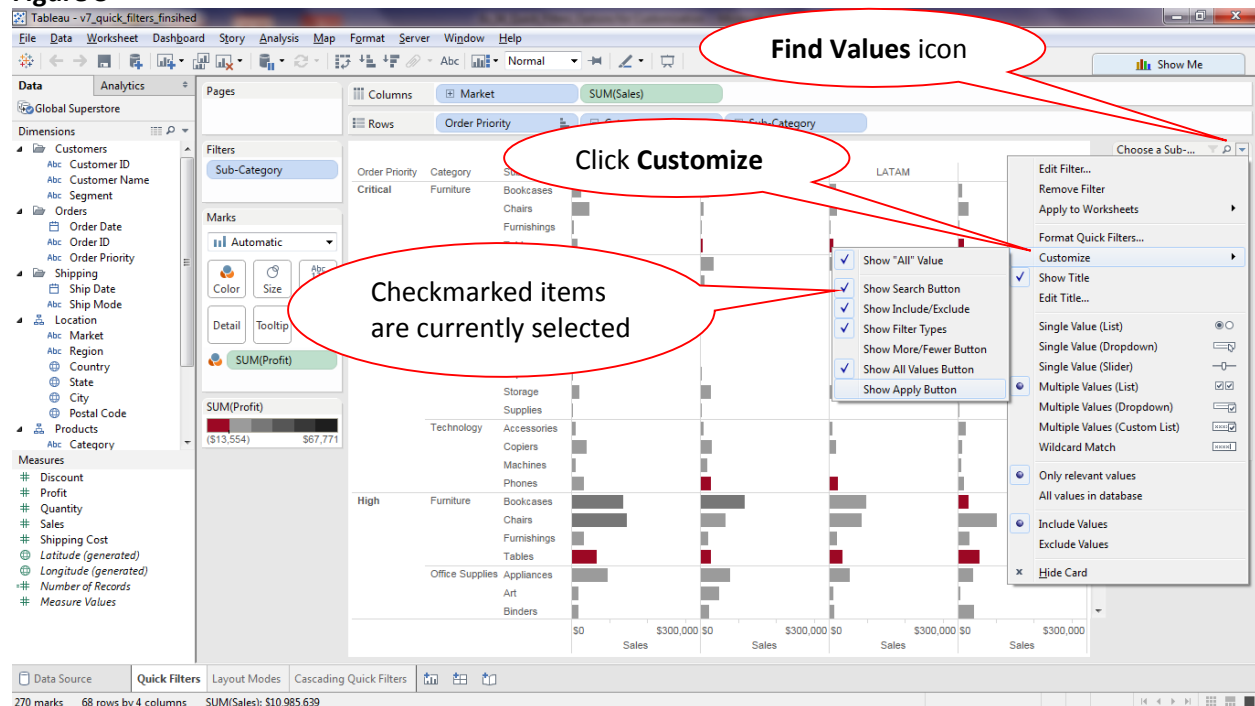 Tableau - v7_quick_filters_finsihed
File Data Worksheet Dashboard Story Analysis Map Format Server Window Help
Abc Normal Show Me
Find Values icon
Data Analytics
Global Superstore
Dimensions
Customers
Abc Customer ID
Abc Customer Name
Abc Segment
Orders
Order Date
Abc Order ID
Abc Order Priority
Shipping
Ship Date
Abc Ship Mode
Location
Abc Market
Abc Region
Country
State
City
Postal Code
Products
Abc Category
Measures
# Discount
# Profit
# Quantity
# Sales
# Shipping Cost
Latitude (generated)
Longitude (generated)
# Number of Records
# Measure Values
Pages
Filters
Sub-Category
Marks
Automatic
Color Size
Detail Tooltip
SUM(Profit)
SUM(Profit)
($13,554) $67,771
Columns Market SUM(Sales)
Rows Order Priority Sub-Category
Click Customize
Order Priority Category LATAM
Critical Furniture Bookcases
Chairs
Furnishings
Checkmarked items
are currently selected
Storage
Supplies
Technology Accessories
Copiers
Machines
Phones
High Furniture Bookcases
Chairs
Furnishings
Tables
Office Supplies Appliances
Art
Binders
$0 $300,000 $0 $300,000 $0 $300,000 $0 $300,000
Sales Sales Sales Sales
Show "All" Value
Show Search Button
Show Include/Exclude
Show Filter Types
Show More/Fewer Button
Show All Values Button
Show Apply Button
Choose a Sub-...
Edit Filter...
Remove Filter
Apply to Worksheets
Format Quick Filters...
Customize
Show Title
Edit Title...
Single Value (List)
Single Value (Dropdown)
Single Value (Slider)
Multiple Values (List)
Multiple Values (Dropdown)
Multiple Values (Custom List)
Wildcard Match
Only relevant values
All values in database
Include Values
Exclude Values
Hide Card
Data Source Quick Filters Layout Modes Cascading Quick Filters
270 marks 68 rows by 4 columns SUM(Sales): $10,985,639